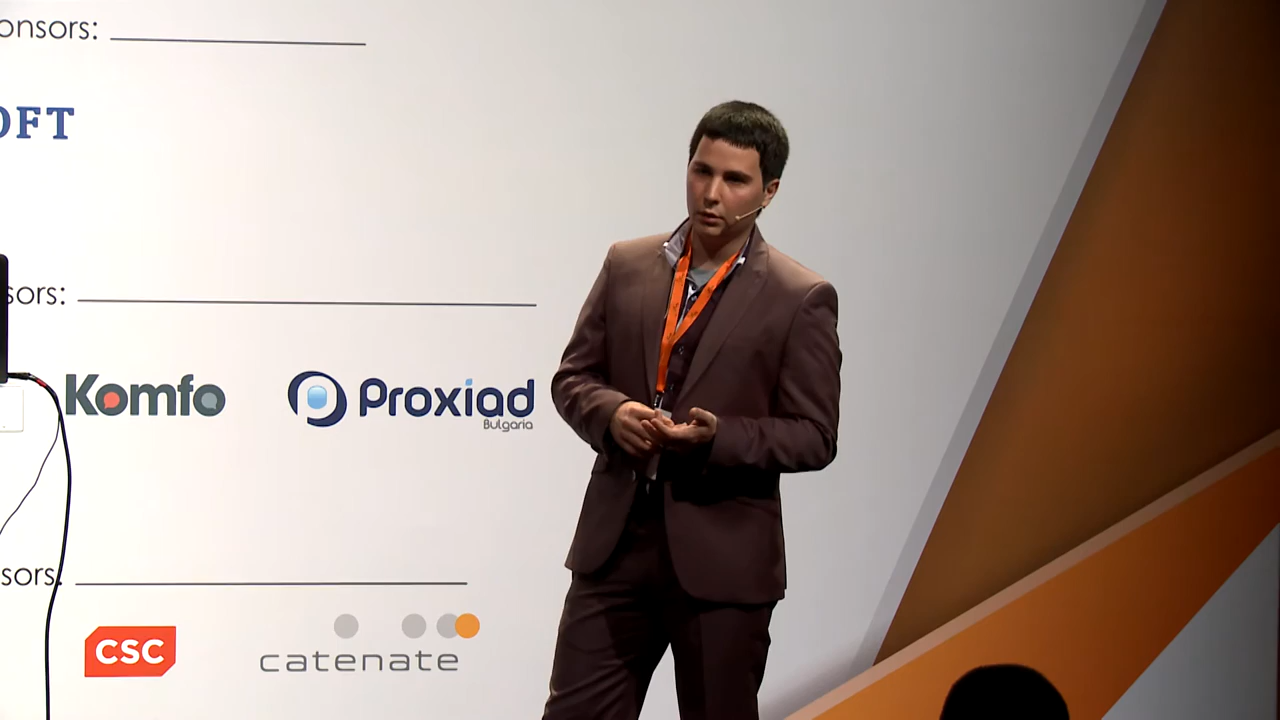 onsors:
OFT
sors:
Komfo
Proxiad
Bulgaria
sors:
CSC
catenate